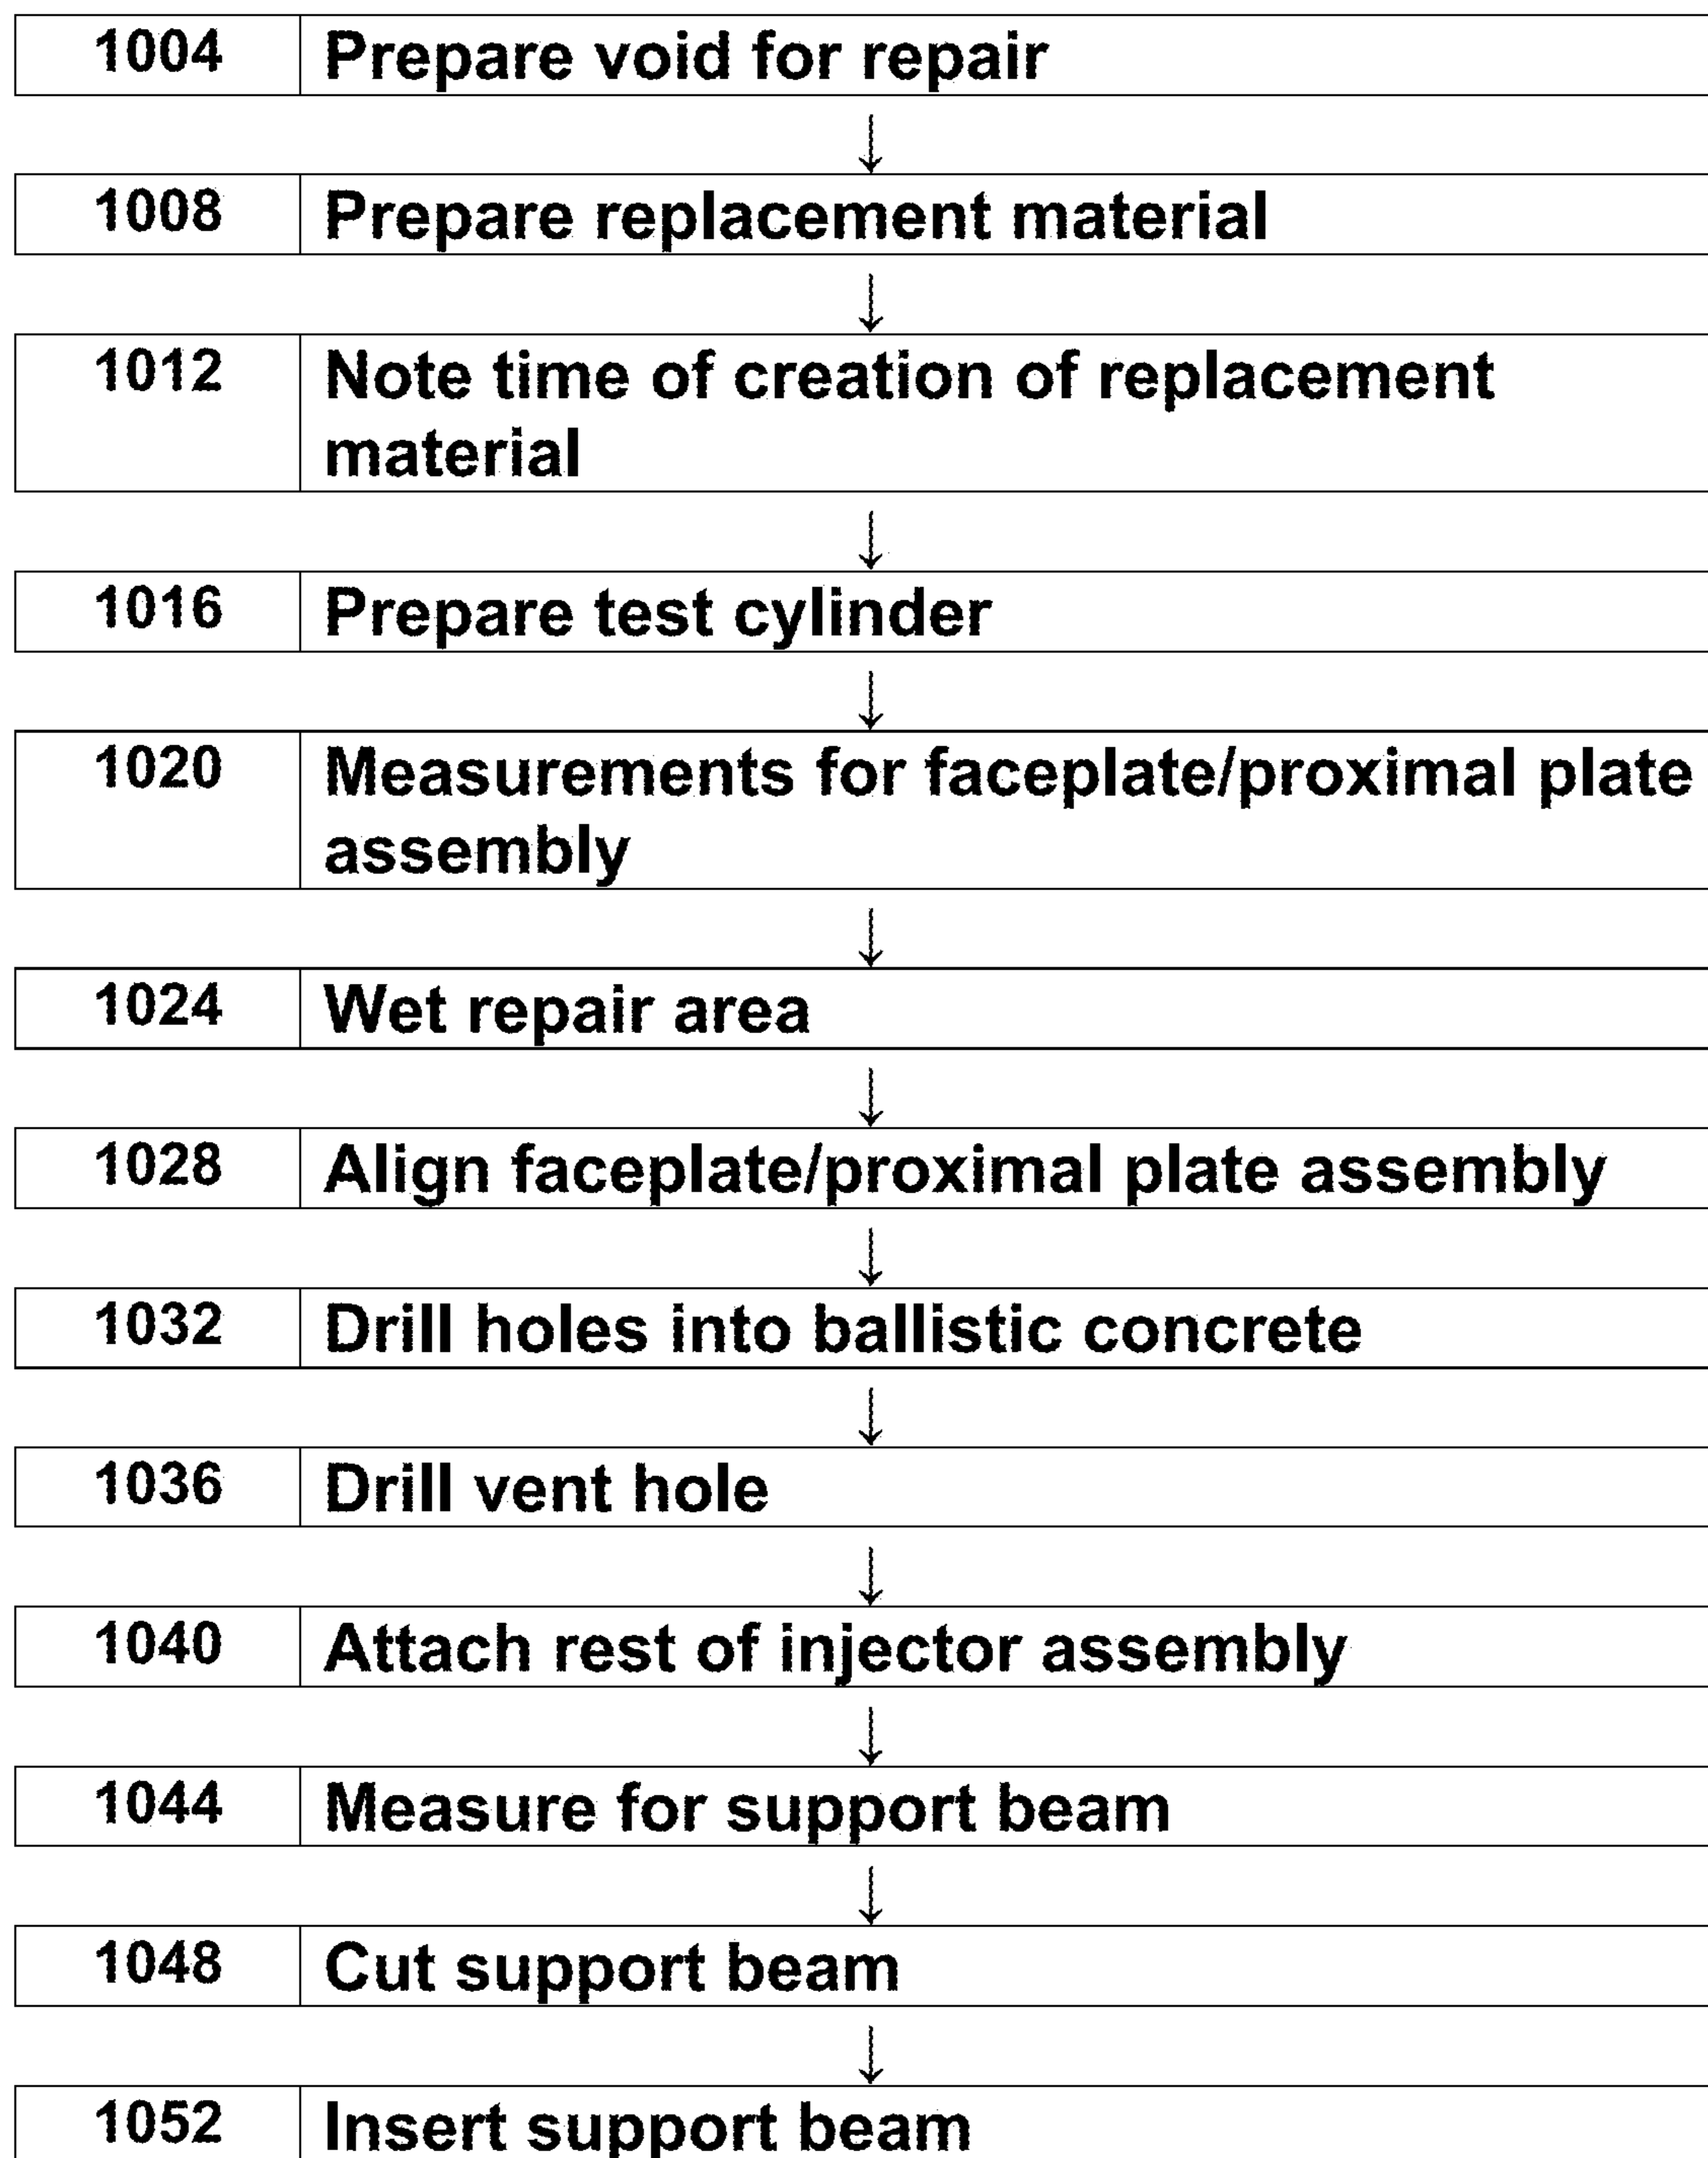 1004 Prepare void for repair
1008 Prepare replacement material
1012 Note time of creation of replacement
material
1016 Prepare test cylinder
1020 Measurements for faceplate/proximal plate
assembly
1024 Wet repair area
1028 Align faceplate/proximal plate assembly
1032 Drill holes into ballistic concrete
1036 Drill vent hole
1040 Attach rest of injector assembly
1044 Measure for support beam
1048 Cut support beam
1052 Insert support beam